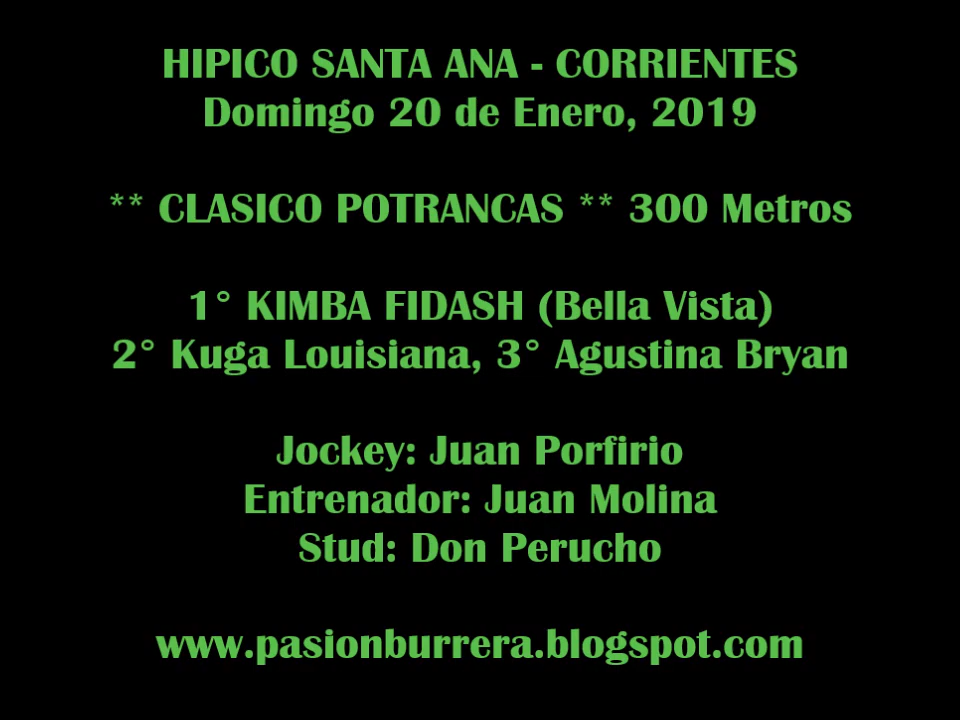 HIPICO SANTA ANA - CORRIENTES
Domingo 20 de Enero, 2019
** CLASICO POTRANCAS ** 300 Metros
1° KIMBA FIDASH (Bella Vista)
2° Kuga Louisiana, 3° Agustina Bryan
Jockey: Juan Porfirio
Entrenador: Juan Molina
Stud: Don Perucho
www.pasionburrera.blogspot.com